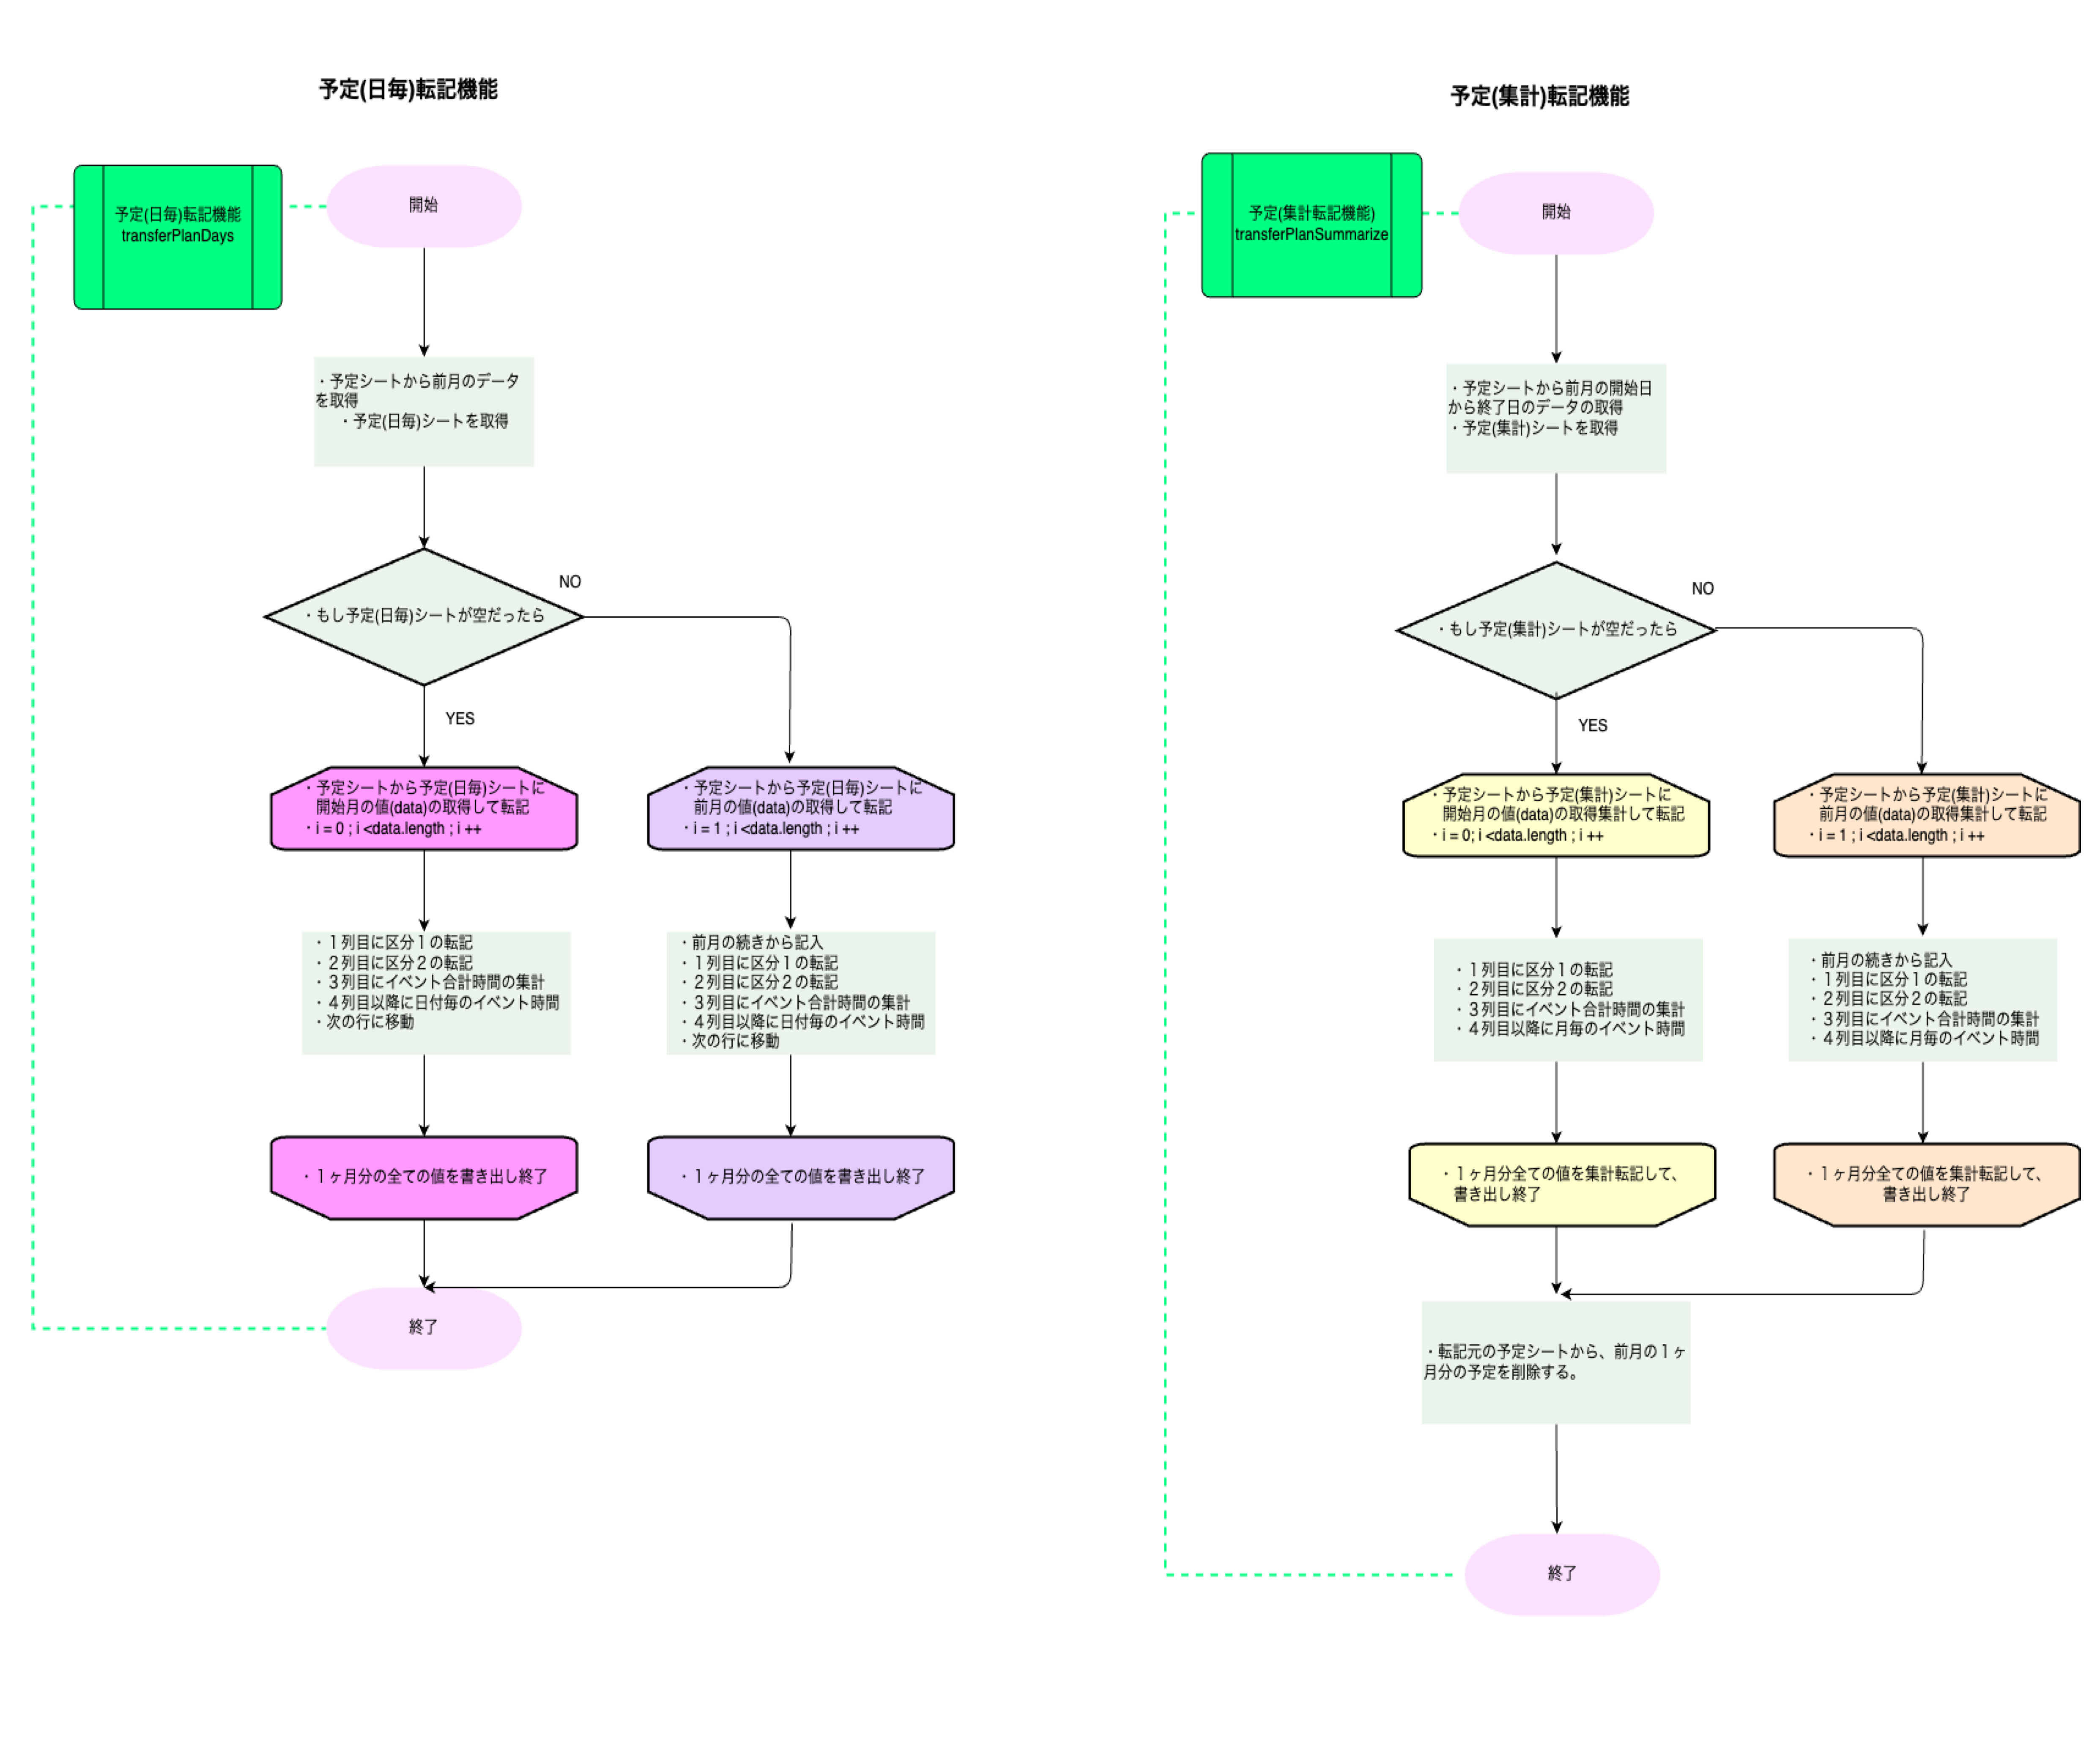 予定(日毎)転記機能
予定(日毎)転記機能
transferPlanDays
開始
・予定シートから前月のデータ
を取得
・予定(日毎)シートを取得
・もし予定(日毎)シートが空だったら
NO
YES
・予定シートから予定(日毎)シートに
開始月の値(data)の取得して転記
・i = 0 ; i <data.length ; i ++
・予定シートから予定(日毎)シートに
前月の値(data)の取得して転記
・i = 1 ; i <data.length ; i ++
・１列目に区分１の転記
・２列目に区分２の転記
・３列目にイベント合計時間の集計
・４列目以降に日付毎のイベント時間
・次の行に移動
・前月の続きから記入
・１列目に区分１の転記
・２列目に区分２の転記
・３列目にイベント合計時間の集計
・４列目以降に日付毎のイベント時間
・次の行に移動
・１ヶ月分の全ての値を書き出し終了
・１ヶ月分の全ての値を書き出し終了
終了
予定(集計)転記機能
予定(集計転記機能)
transferPlanSummarize
開始
・予定シートから前月の開始日
から終了日のデータの取得
・予定(集計)シートを取得
・もし予定(集計)シートが空だったら
NO
YES
・予定シートから予定(集計)シートに
開始月の値(data)の取得集計して転記
・i = 0; i <data.length ; i ++
・予定シートから予定(集計)シートに
前月の値(data)の取得集計して転記
・i = 1 ; i <data.length ; i ++
・１列目に区分１の転記
・２列目に区分２の転記
・３列目にイベント合計時間の集計
・４列目以降に月毎のイベント時間
・前月の続きから記入
・１列目に区分１の転記
・２列目に区分２の転記
・３列目にイベント合計時間の集計
・４列目以降に月毎のイベント時間
・１ヶ月分全ての値を集計転記して、
書き出し終了
・１ヶ月分全ての値を集計転記して、
書き出し終了
・転記元の予定シートから、前月の１ヶ
月分の予定を削除する。
終了